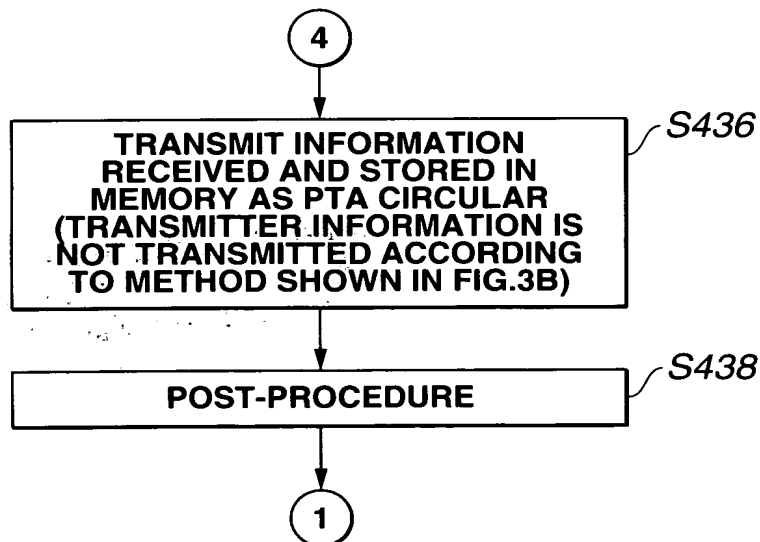 4
TRANSMIT INFORMATION
RECEIVED AND STORED IN
MEMORY AS PTA CIRCULAR
(TRANSMITTER INFORMATION IS
NOT TRANSMITTED ACCORDING
TO METHOD SHOWN IN FIG.3B)
S436
POST-PROCEDURE
S438
1